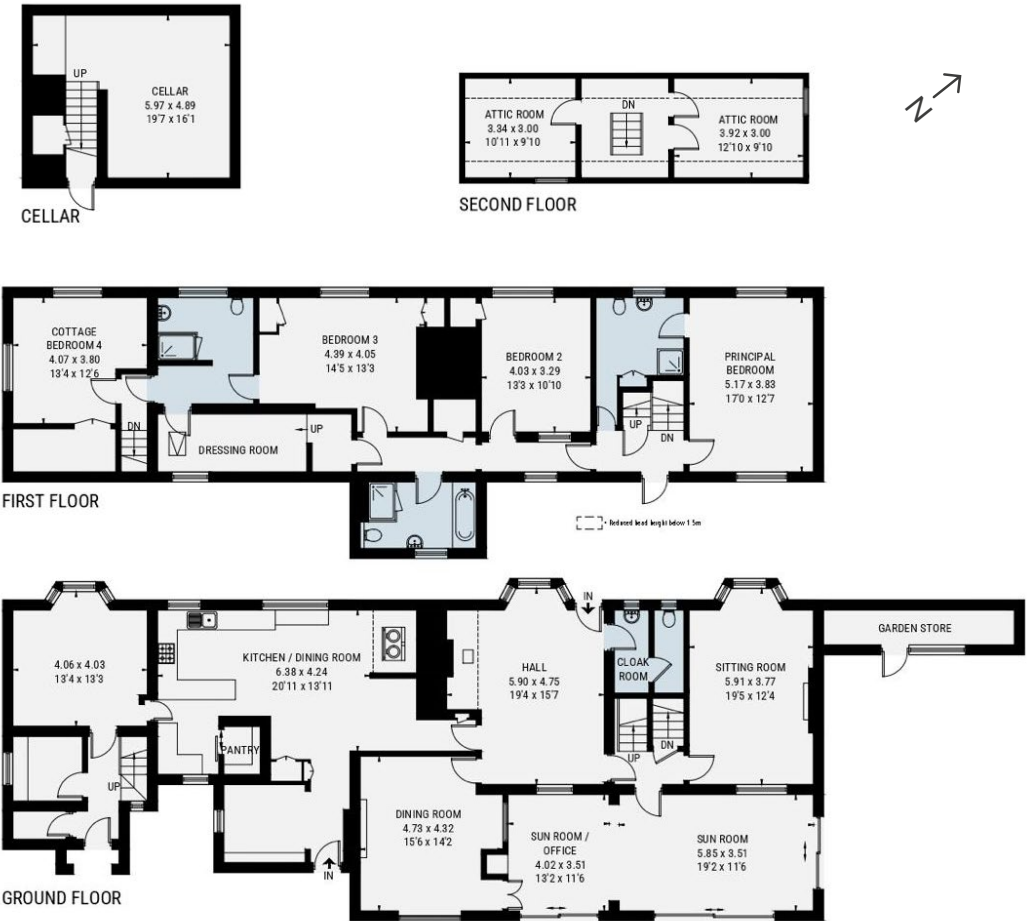 UP
CELLAR
5.97 x 4.89
19'7 x 16'1
CELLAR
ATTIC ROOM
3.34 x 3.00
10'11 x 9'10
DN
ATTIC ROOM
3.92 x 3.00
12'10 x 9'10
SECOND FLOOR
N
COTTAGE
BEDROOM 4
4.07 x 3.80
13'4 x 12'6
DN
DRESSING ROOM
UP
BEDROOM 3
4.39 x 4.05
14'5 x 13'3
BEDROOM 2
4.03 x 3.29
13'3 x 10'10
UP
DN
PRINCIPAL
BEDROOM
5.17 x 3.83
17'0 x 12'7
FIRST FLOOR
= Reduced head height below 1.5m
4.06 x 4.03
13'4 x 13'3
UP
KITCHEN / DINING ROOM
6.38 x 4.24
20'11 x 13'11
PANTRY
IN
HALL
5.90 x 4.75
19'4 x 15'7
IN
CLOAK
ROOM
UP
DN
SITTING ROOM
5.91 x 3.77
19'5 x 12'4
GARDEN STORE
DINING ROOM
4.73 x 4.32
15'6 x 14'2
SUN ROOM /
OFFICE
4.02 x 3.51
13'2 x 11'6
SUN ROOM
5.85 x 3.51
19'2 x 11'6
GROUND FLOOR